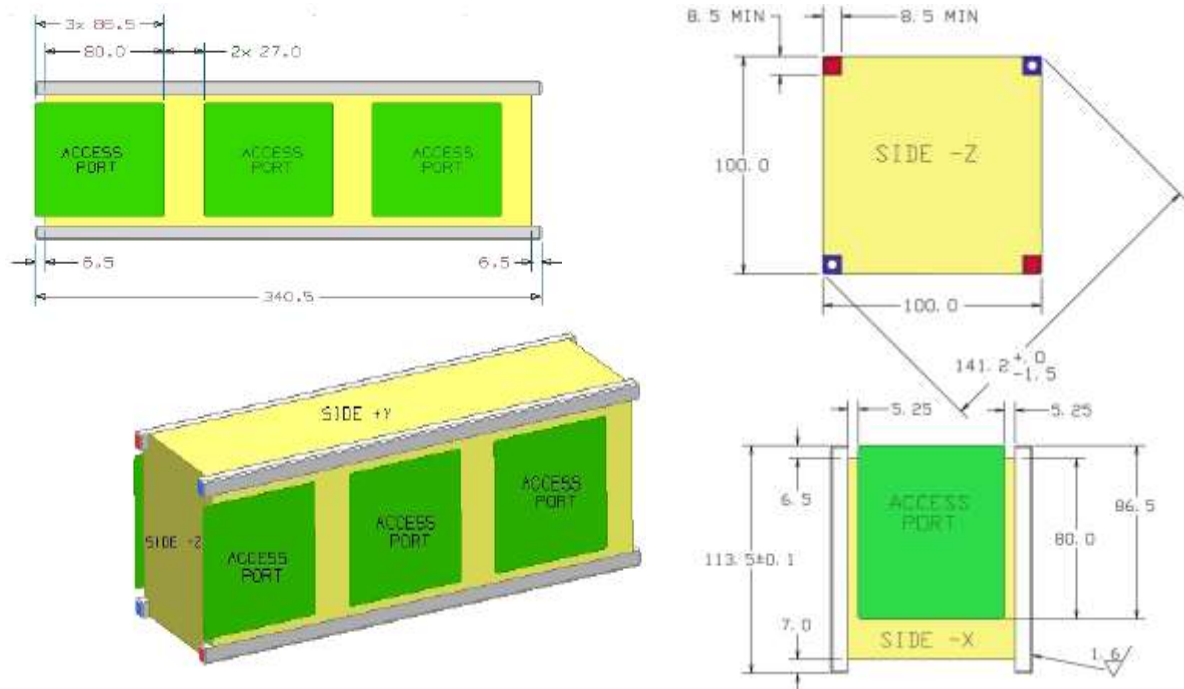 3x 86.5
80.0
2x 27.0
ACCESS
PORT
ACCESS
PORT
ACCESS
PORT
6.5
6.5
340.5
8.5 MIN
8.5 MIN
SIDE -Z
100.0
100.0
141.2 +.0
-1.5
SIDE +Y
ACCESS
PORT
ACCESS
PORT
ACCESS
PORT
5.25
5.25
ACCESS
PORT
6.5
86.5
80.0
113.5±0.1
7.0
SIDE -X
1.6